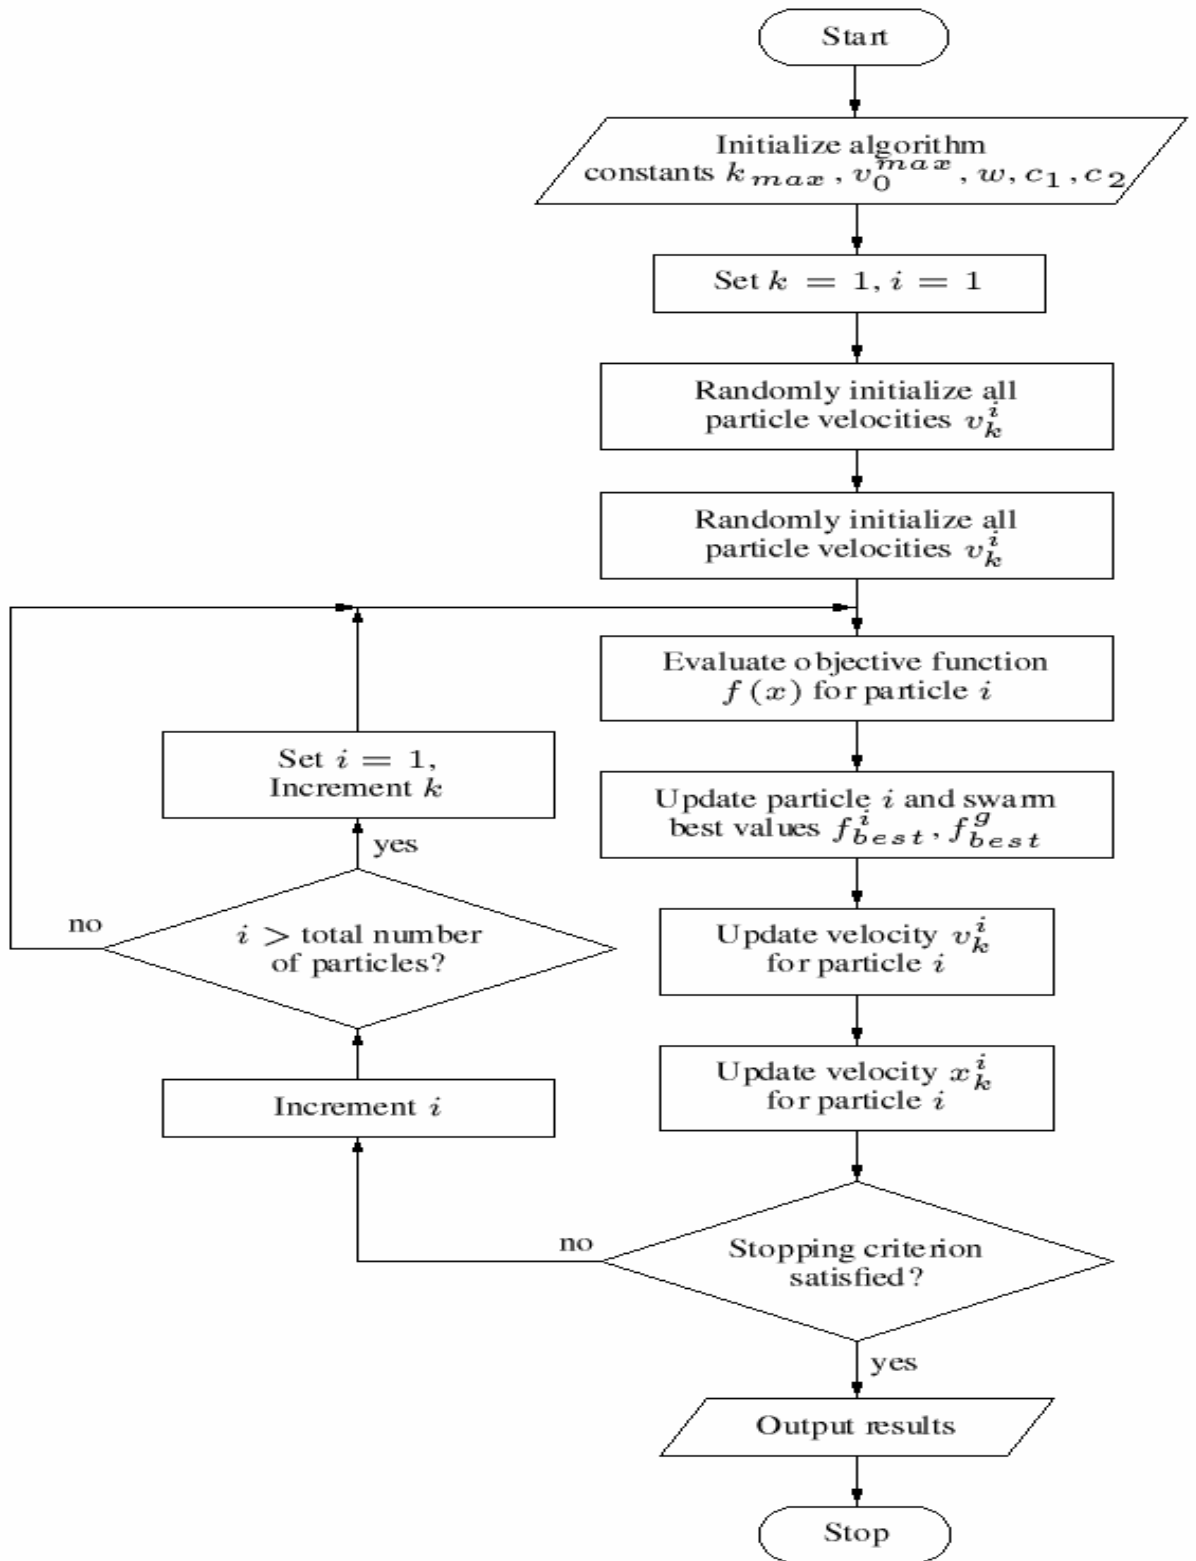 Start
Initialize algorithm
constants k_max, v_0^max, w, c_1, c_2
Set k = 1, i = 1
Randomly initialize all
particle velocities v_k^i
Randomly initialize all
particle velocities v_k^i
Evaluate objective function
f(x) for particle i
Update particle i and swarm
best values f_best^i, f_best^g
Update velocity v_k^i
for particle i
Update velocity x_k^i
for particle i
Stopping criterion
satisfied?
no
Increment i
i > total number
of particles?
no
yes
Set i = 1,
Increment k
yes
Output results
Stop